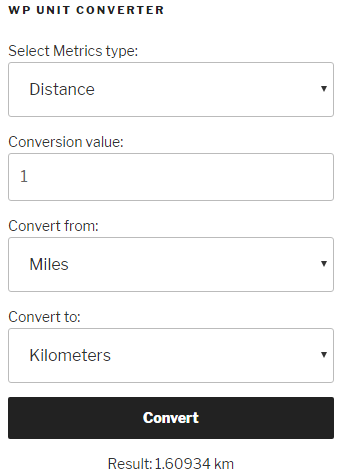 WP UNIT CONVERTER
Select Metrics type:
Distance
Conversion value:
1
Convert from:
Miles
Convert to:
Kilometers
Convert
Result: 1.60934 km